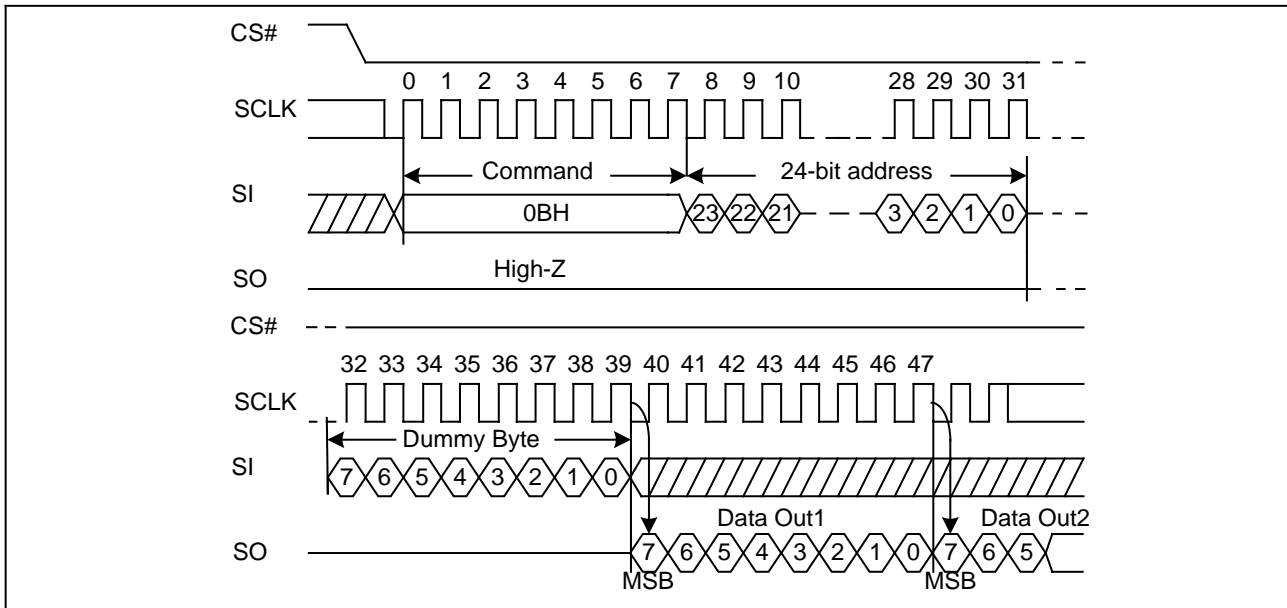 CS#
0 1 2 3 4 5 6 7 8 9 10 28 29 30 31
SCLK
Command 24-bit address
SI
0BH 23 22 21 3 2 1 0
High-Z
SO
CS#
32 33 34 35 36 37 38 39 40 41 42 43 44 45 46 47
SCLK
Dummy Byte
SI
7 6 5 4 3 2 1 0
Data Out1 Data Out2
SO
7 6 5 4 3 2 1 0 7 6 5
MSB MSB